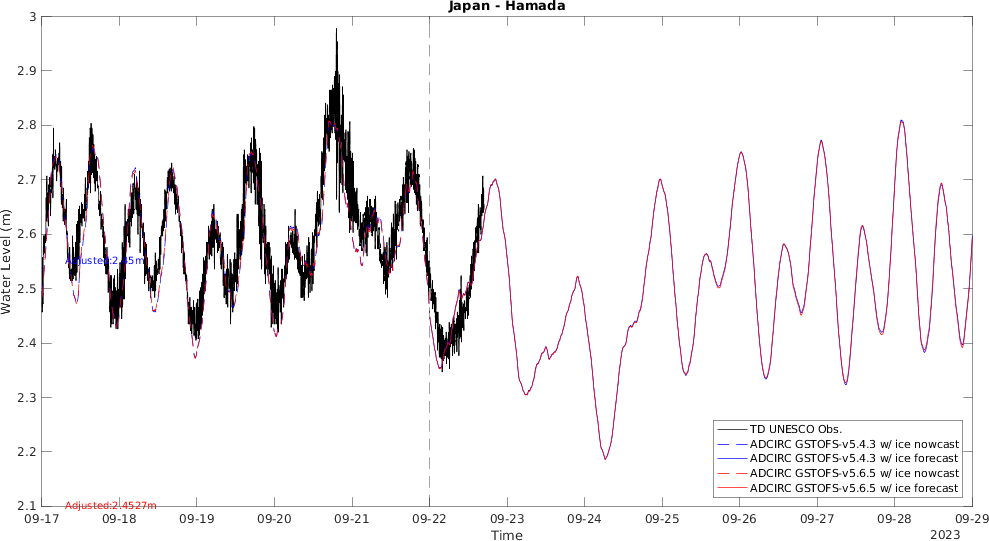 Japan - Hamada
3
2.9
2.8
2.7
2.6
2.5
2.4
2.3
2.2
2.1
Water Level (m)
Adjusted:2.45m
Adjusted:2.4527m
TD UNESCO Obs.
ADCIRC GSTOFS-v5.4.3 w/ ice nowcast
ADCIRC GSTOFS-v5.4.3 w/ ice forecast
ADCIRC GSTOFS-v5.6.5 w/ ice nowcast
ADCIRC GSTOFS-v5.6.5 w/ ice forecast
09-17 09-18 09-19 09-20 09-21 09-22 09-23 09-24 09-25 09-26 09-27 09-28 09-29
Time
2023